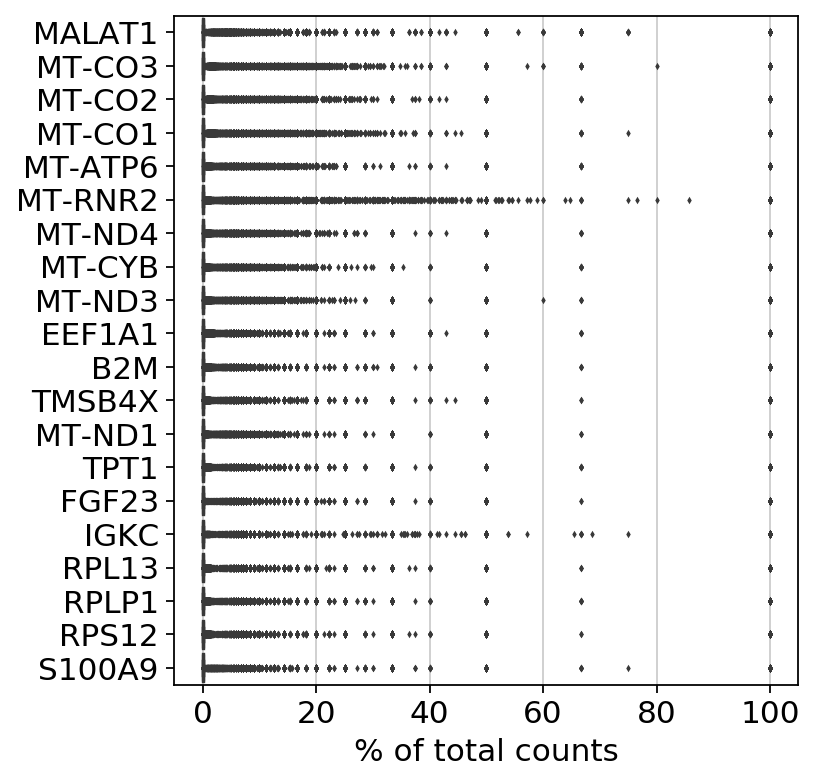 MALAT1
MT-CO3
MT-CO2
MT-CO1
MT-ATP6
MT-RNR2
MT-ND4
MT-CYB
MT-ND3
EEF1A1
B2M
TMSB4X
MT-ND1
TPT1
FGF23
IGKC
RPL13
RPLP1
RPS12
S100A9
0 20 40 60 80 100
% of total counts